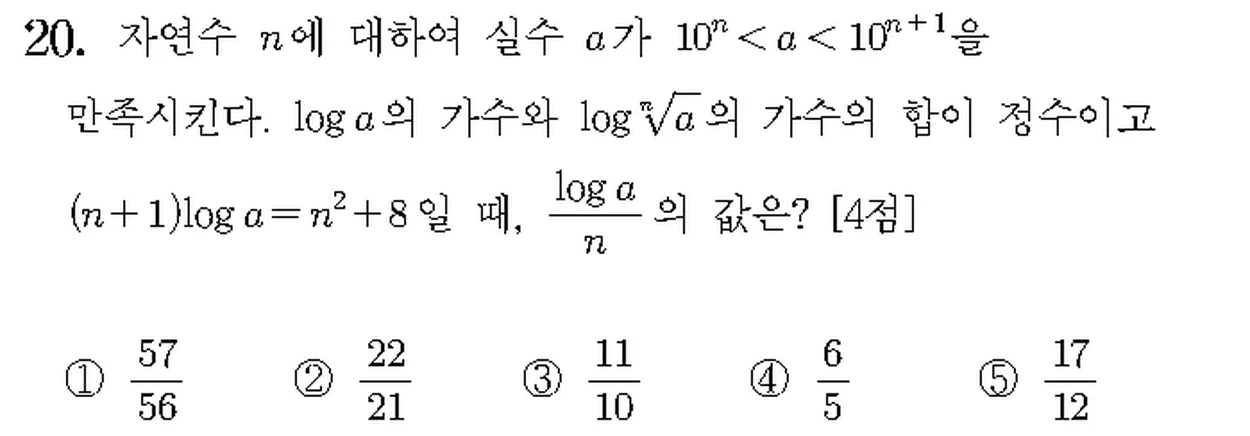 20. 자연수 n에 대하여 실수 a가 10ⁿ < a < 10ⁿ⁺¹을
만족시킨다. log a의 가수와 log ⁿ√a의 가수의 합이 정수이고
(n+1)log a = n²+8일 때, (log a)/n의 값은? [4점]
① 57/56 ② 22/21 ③ 11/10 ④ 6/5 ⑤ 17/12